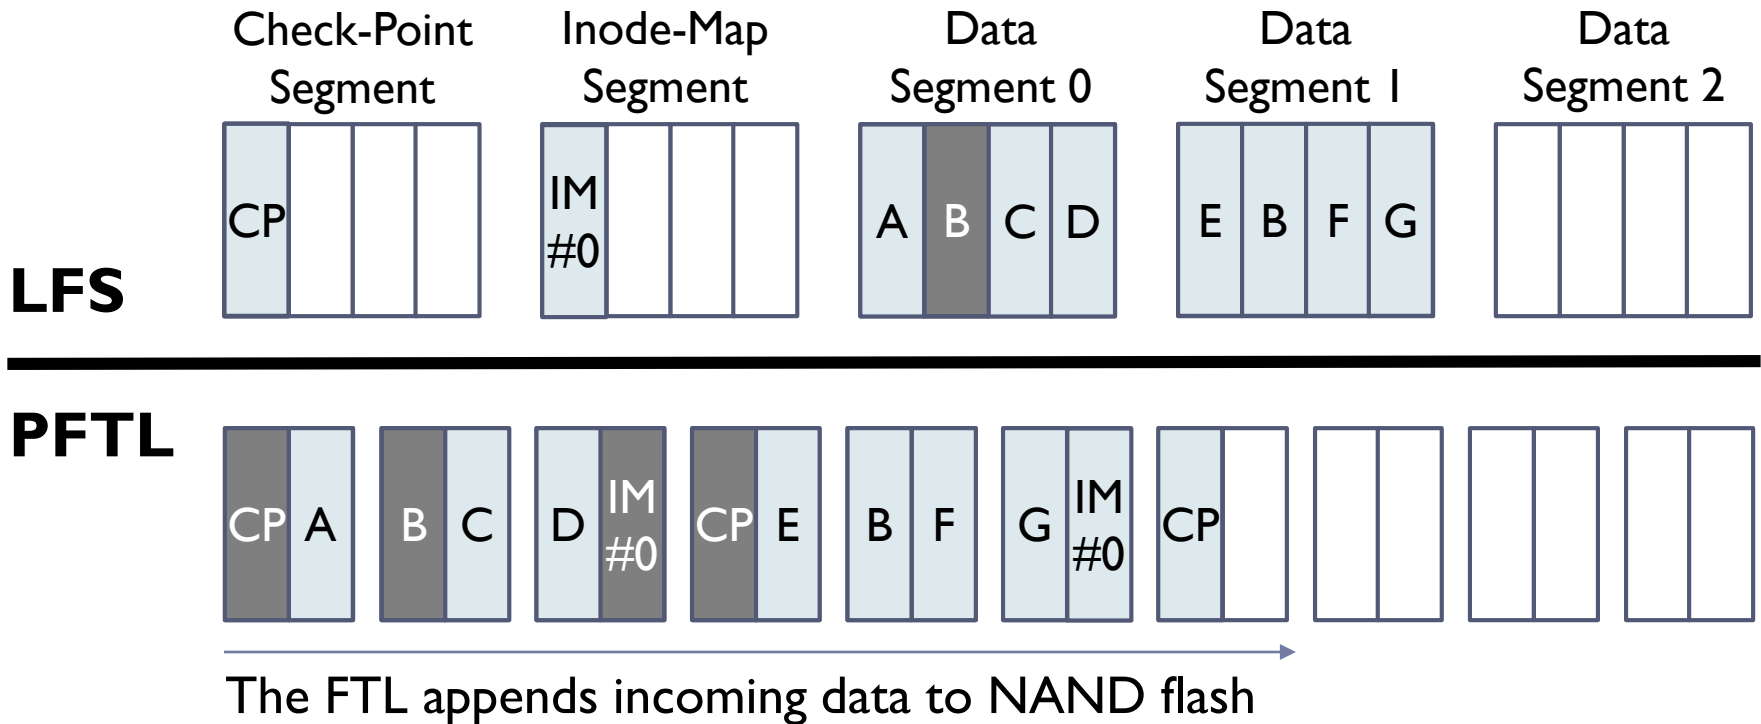 Check-Point Segment
Inode-Map Segment
Data Segment 0
Data Segment 1
Data Segment 2
LFS
CP
IM #0
A B C D
E B F G
PFTL
CP A
B C
D IM #0
CP E
B F
G IM #0
CP
The FTL appends incoming data to NAND flash